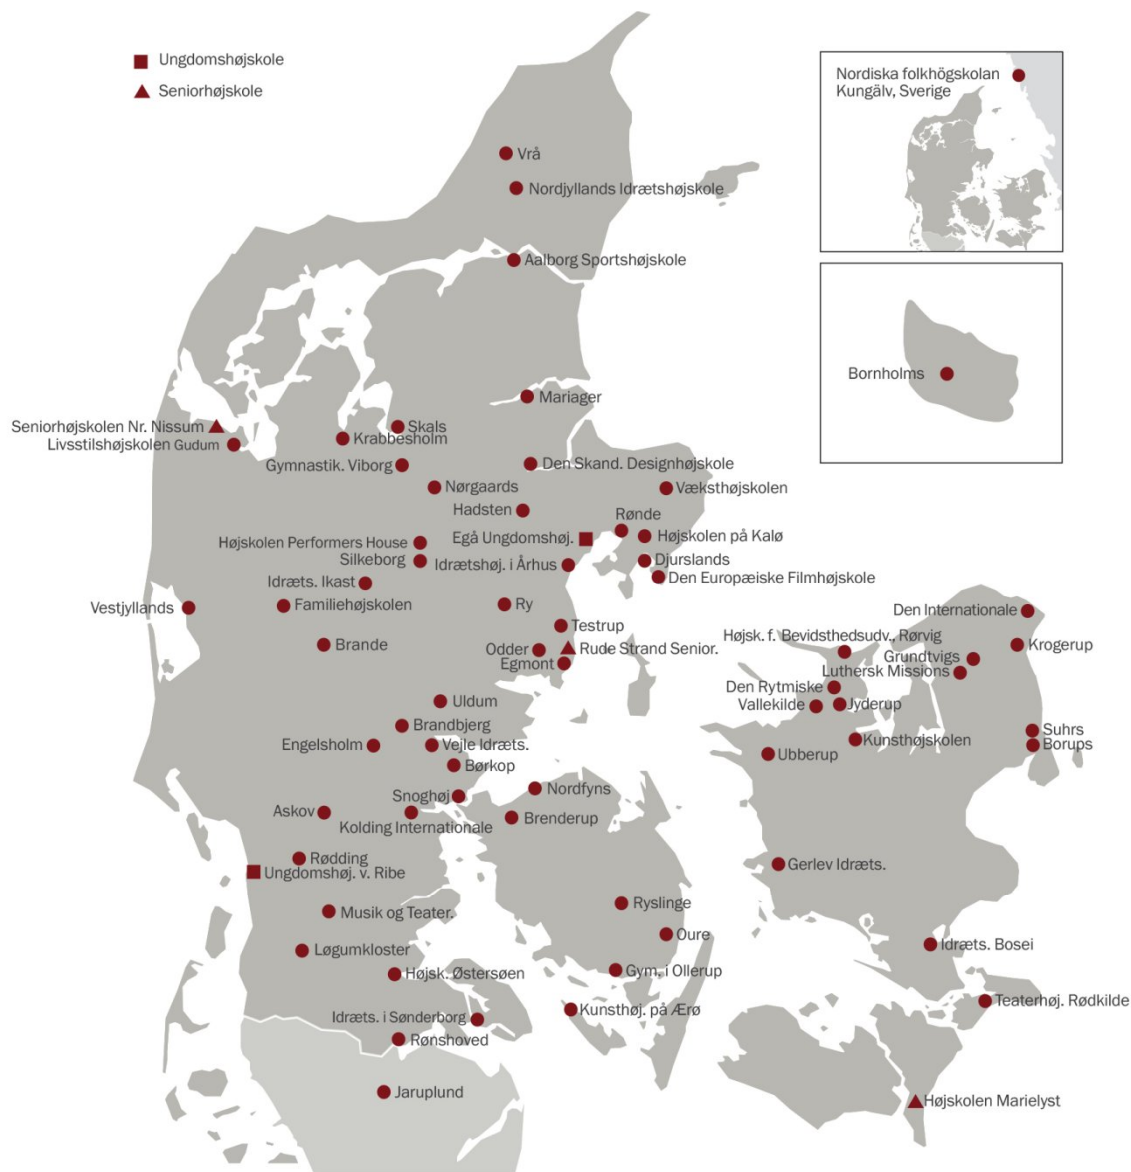 Ungdomshøjskole
Seniorhøjskole
Nordiska folkhögskolan
Kungälv, Sverige
Vrå
Nordjyllands Idrætshøjskole
Aalborg Sportshøjskole
Bornholms
Mariager
Seniorhøjskolen Nr. Nissum
Skals
Livsstilshøjskolen Gudum
Krabbesholm
Gymnastik. Viborg
Den Skand. Designhøjskole
Nørgaards
Væksthøjskolen
Hadsten
Rønde
Egå Ungdomshøj.
Højskolen på Kalø
Højskolen Performers House
Silkeborg
Idrætshøj. i Århus
Djurslands
Den Europæiske Filmhøjskole
Idræts. Ikast
Vestjyllands
Familiehøjskolen
Ry
Den Internationale
Testrup
Højsk. f. Bevidsthedsudv., Rørvig
Krogerup
Brande
Odder
Rude Strand Senior.
Grundtvigs
Egmont
Luthersk Missions
Den Rytmiske
Uldum
Vallekilde
Jyderup
Brandbjerg
Suhrs
Engelsholm
Vejle Idræts.
Kunsthøjskolen
Borups
Ubberup
Børkop
Nordfyns
Snoghøj
Askov
Brenderup
Kolding Internationale
Rødding
Gerlev Idræts.
Ungdomshøj. v. Ribe
Ryslinge
Musik og Teater.
Oure
Idræts. Bosei
Løgumkloster
Højsk. Østersøen
Gym. i Ollerup
Teaterhøj. Rødkilde
Kunsthøj. på Ærø
Idræts. i Sønderborg
Rønshoved
Jaruplund
Højskolen Marielyst